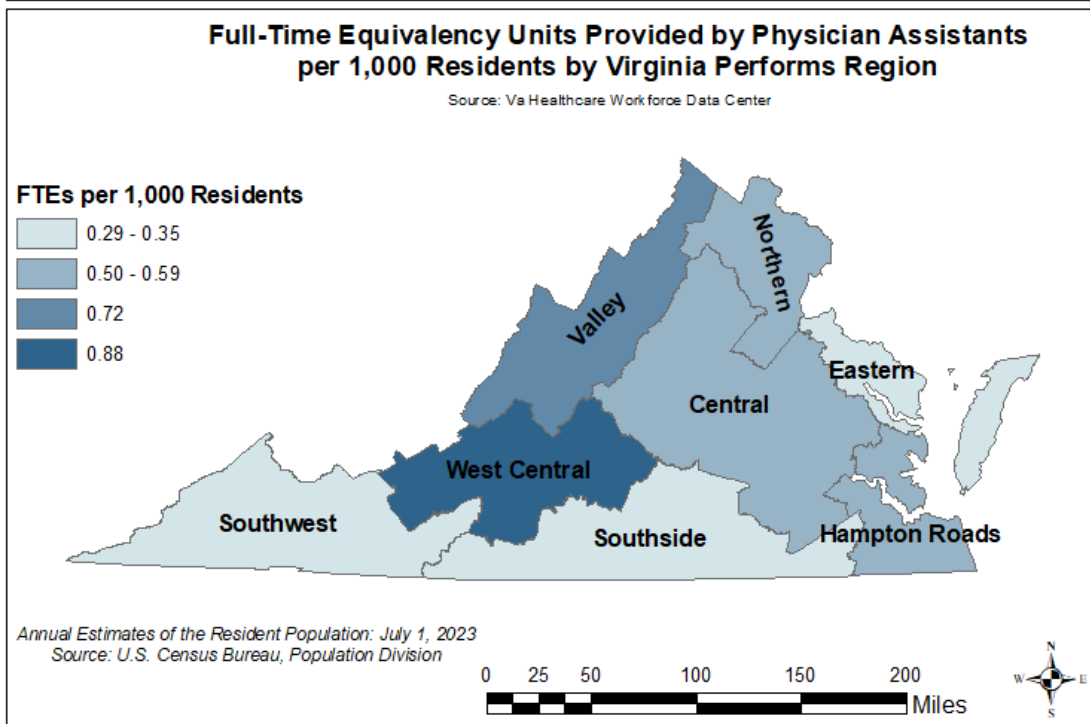 Full-Time Equivalency Units Provided by Physician Assistants
per 1,000 Residents by Virginia Performs Region
Source: Va Healthcare Workforce Data Center
FTEs per 1,000 Residents
0.29 - 0.35
0.50 - 0.59
0.72
0.88
Northern
Valley
Eastern
Central
West Central
Southwest
Southside
Hampton Roads
Annual Estimates of the Resident Population: July 1, 2023
Source: U.S. Census Bureau, Population Division
0 25 50 100 150 200
Miles
N
W E
S